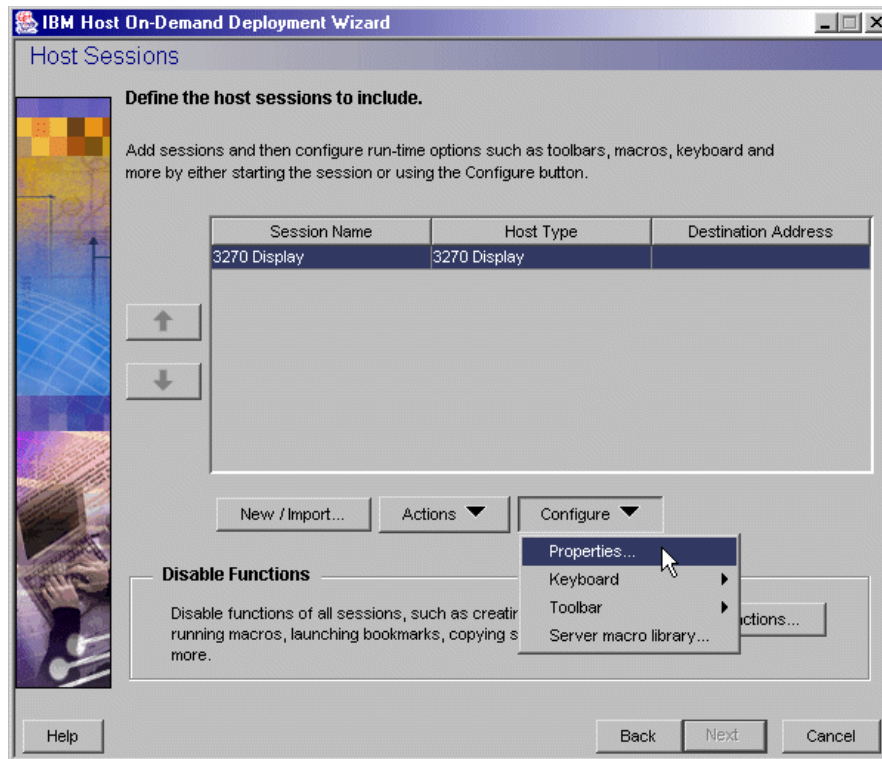 IBM Host On-Demand Deployment Wizard
Host Sessions
Define the host sessions to include.
Add sessions and then configure run-time options such as toolbars, macros, keyboard and
more by either starting the session or using the Configure button.
Session Name Host Type Destination Address
3270 Display 3270 Display
New / Import... Actions Configure
Properties...
Keyboard
Toolbar
Server macro library...
Disable Functions
Disable functions of all sessions, such as
running macros, launching bookmarks, copying
more.
Help Back Next Cancel